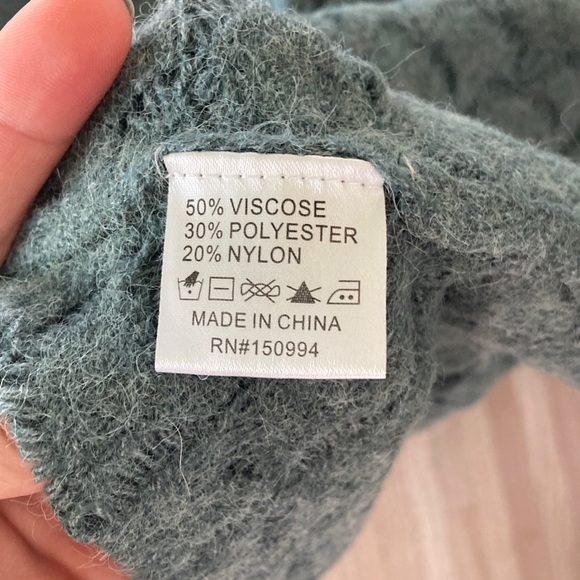 50% VISCOSE
30% POLYESTER
20% NYLON
MADE IN CHINA
RN#150994